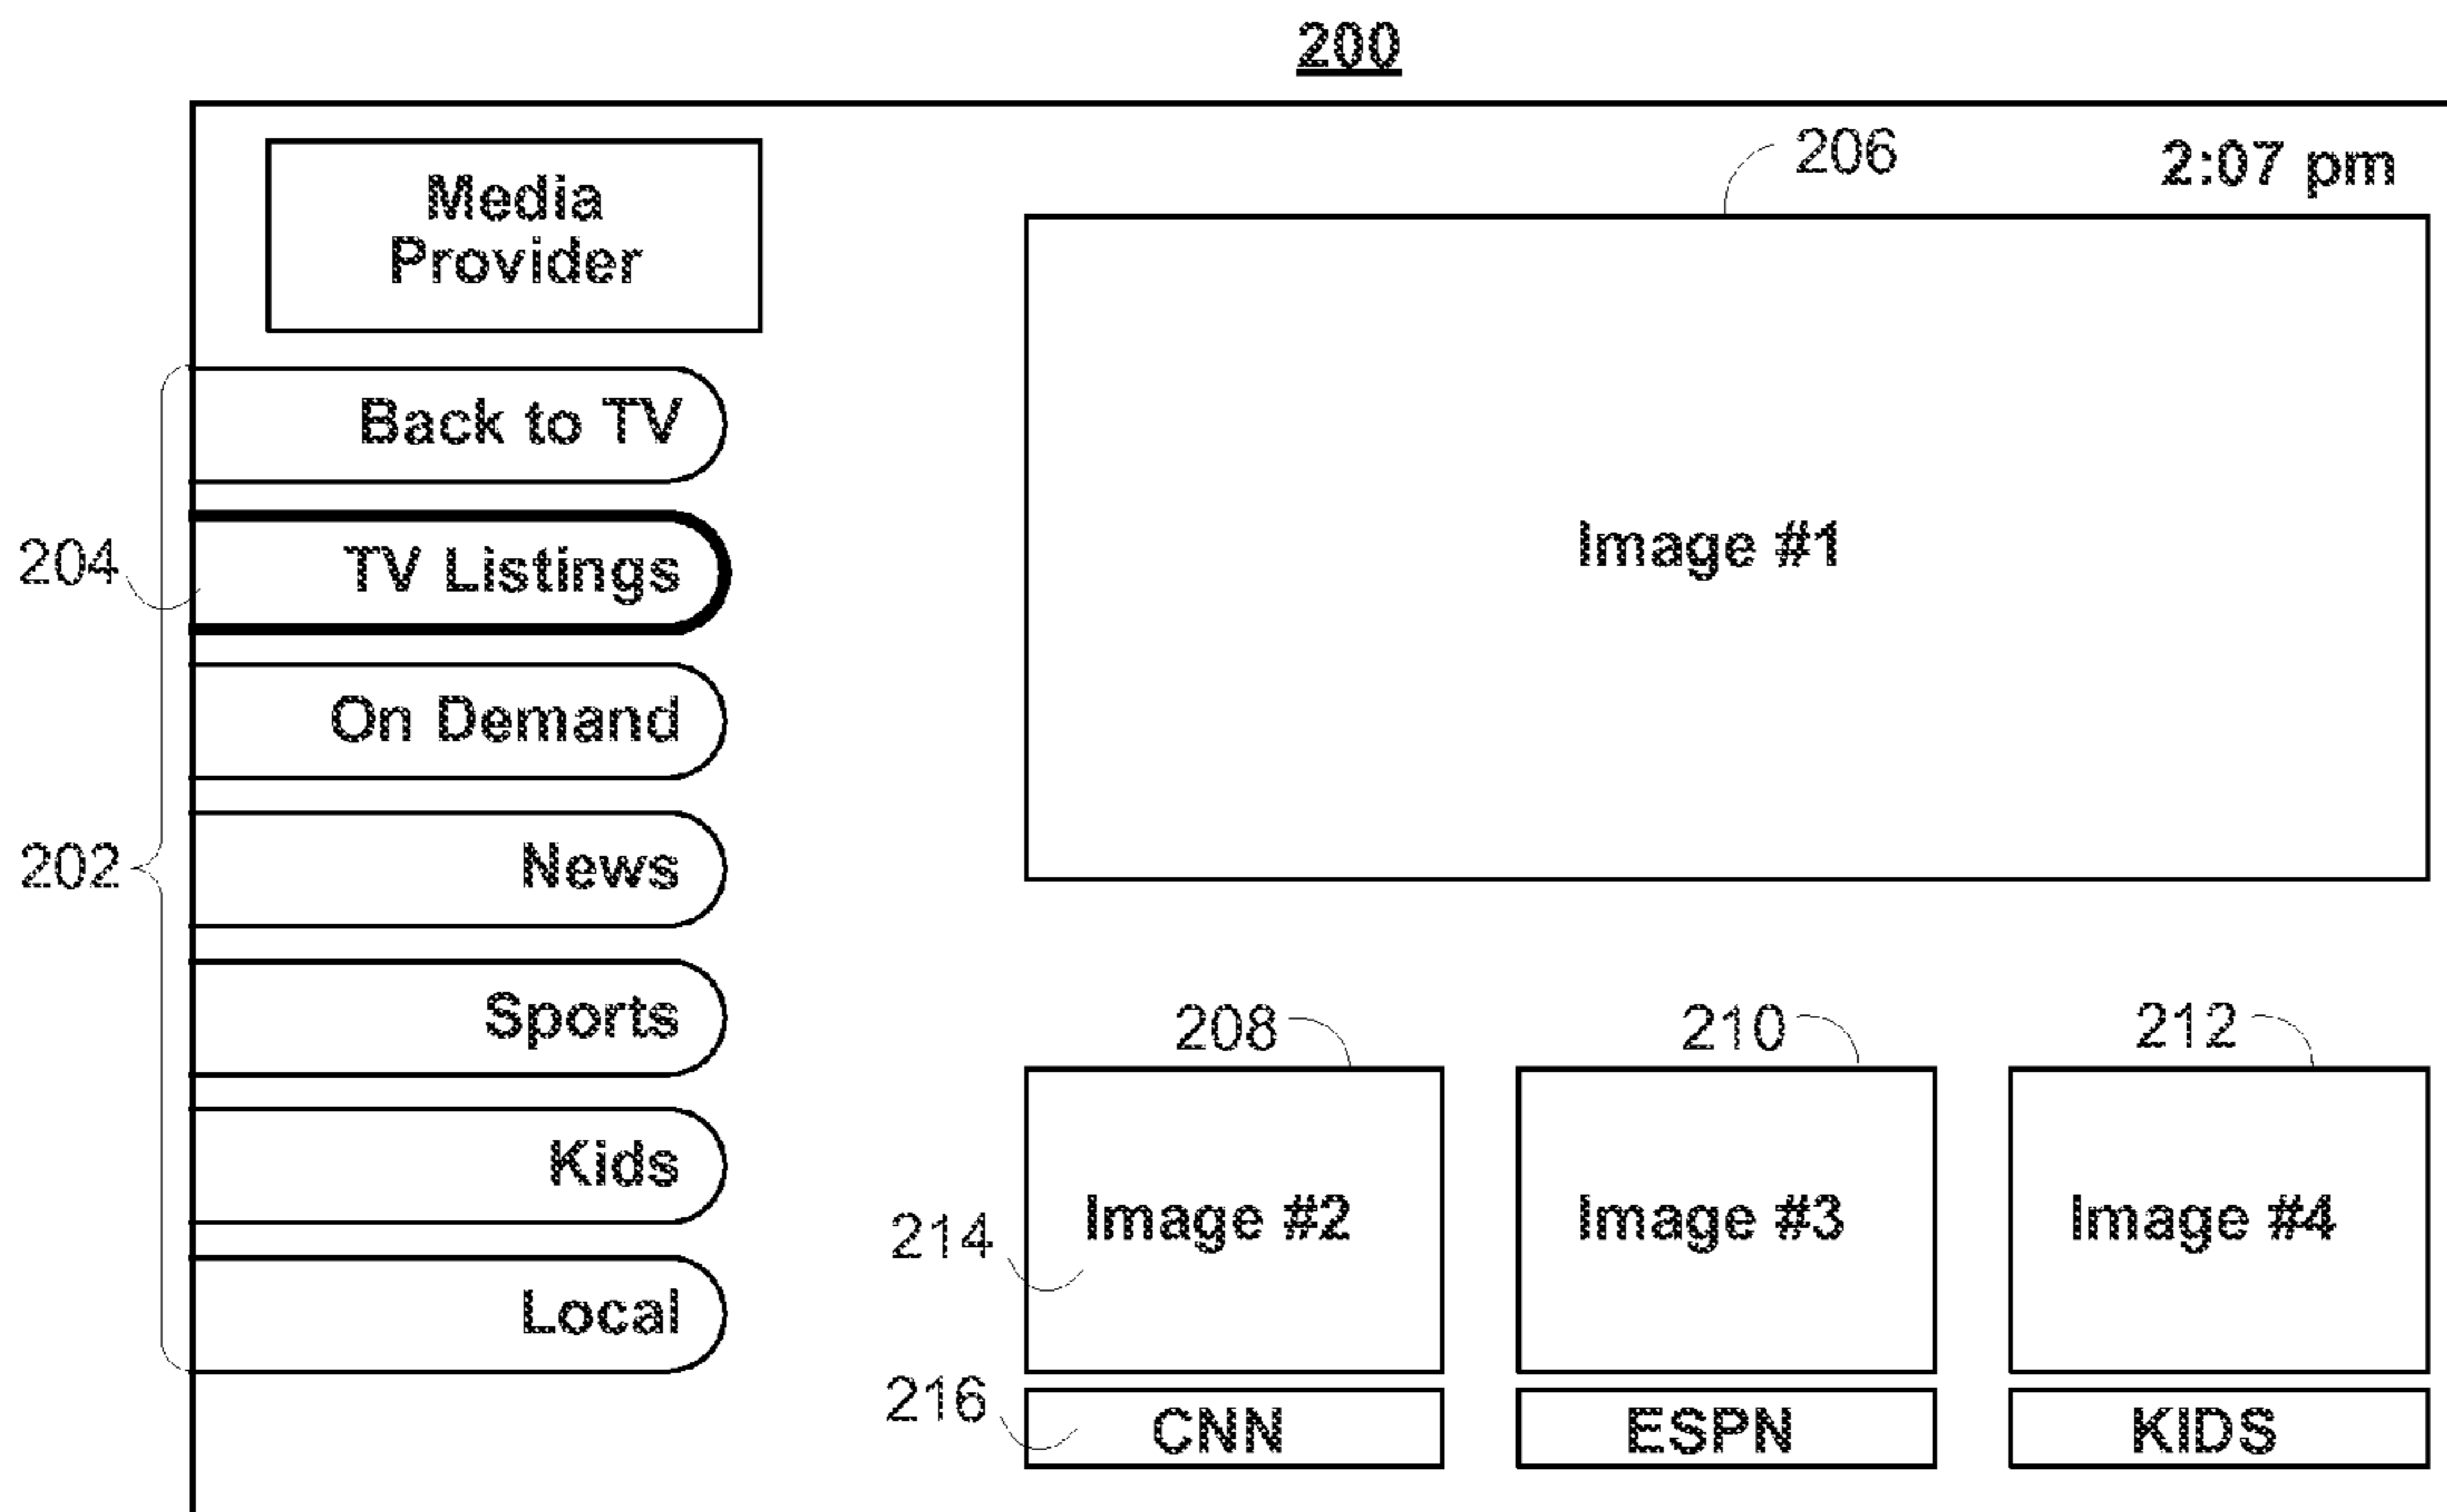 200
206
2:07 pm
Media
Provider
Back to TV
204
TV Listings
Image #1
On Demand
202
News
Sports
208
210
212
Kids
214
Image #2
Image #3
Image #4
Local
216
CNN
ESPN
KIDS